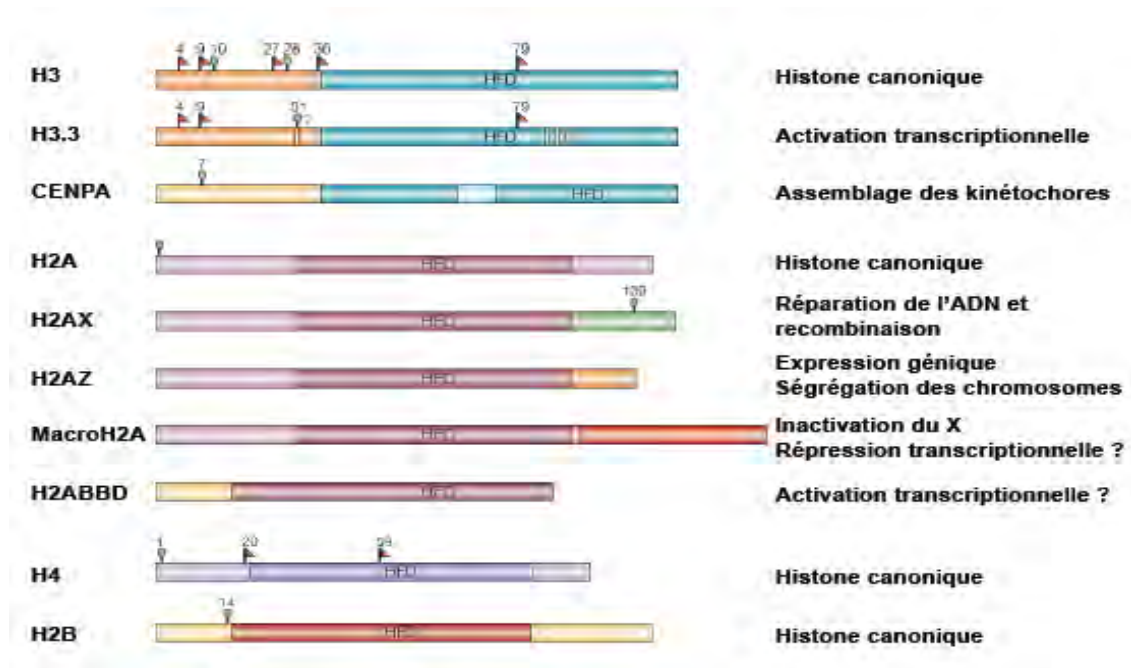 4 9 10 27 28 36 79
H3 HFD Histone canonique
4 9 31 79
H3.3 HFD Activation transcriptionnelle
7
CENPA HFD Assemblage des kinétochores
H2A HFD Histone canonique
139
H2AX HFD Réparation de l'ADN et
recombinaison
H2AZ HFD Expression génique
Ségrégation des chromosomes
MacroH2A HFD Inactivation du X
Répression transcriptionnelle ?
H2ABBD HFD Activation transcriptionnelle ?
1 20 59
H4 HFD Histone canonique
14
H2B HFD Histone canonique